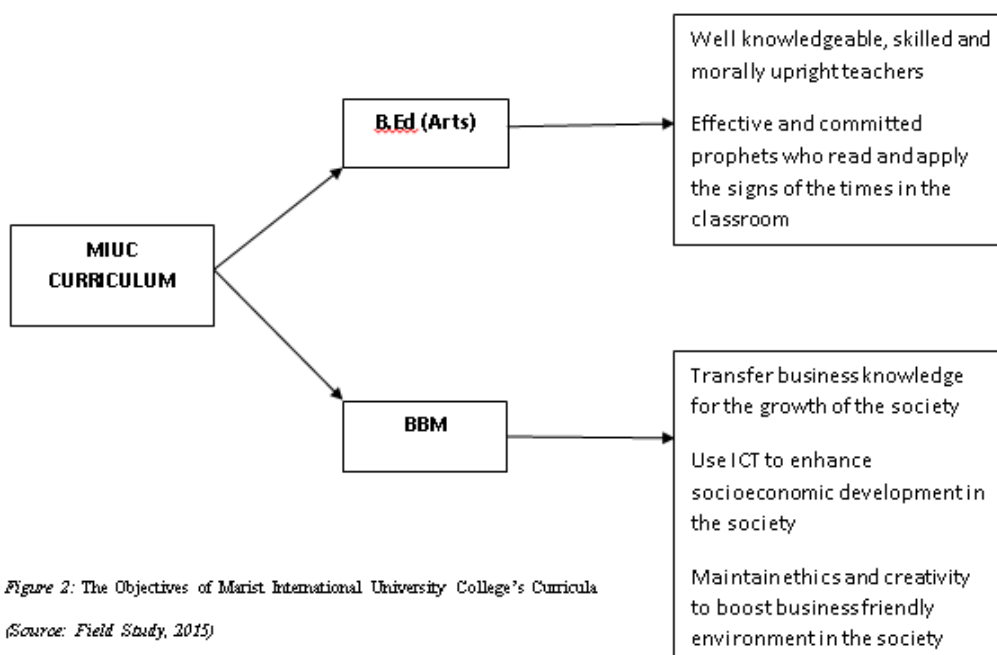 MIUC
CURRICULUM
B.Ed (Arts)
Well knowledgeable, skilled and
morally upright teachers
Effective and committed
prophets who read and apply
the signs of the times in the
classroom
BBM
Transfer business knowledge
for the growth of the society
Use ICT to enhance
socioeconomic development in
the society
Maintain ethics and creativity
to boost business friendly
environment in the society
Figure 2: The Objectives of Marist International University College's Curricula
(Source: Field Study, 2015)